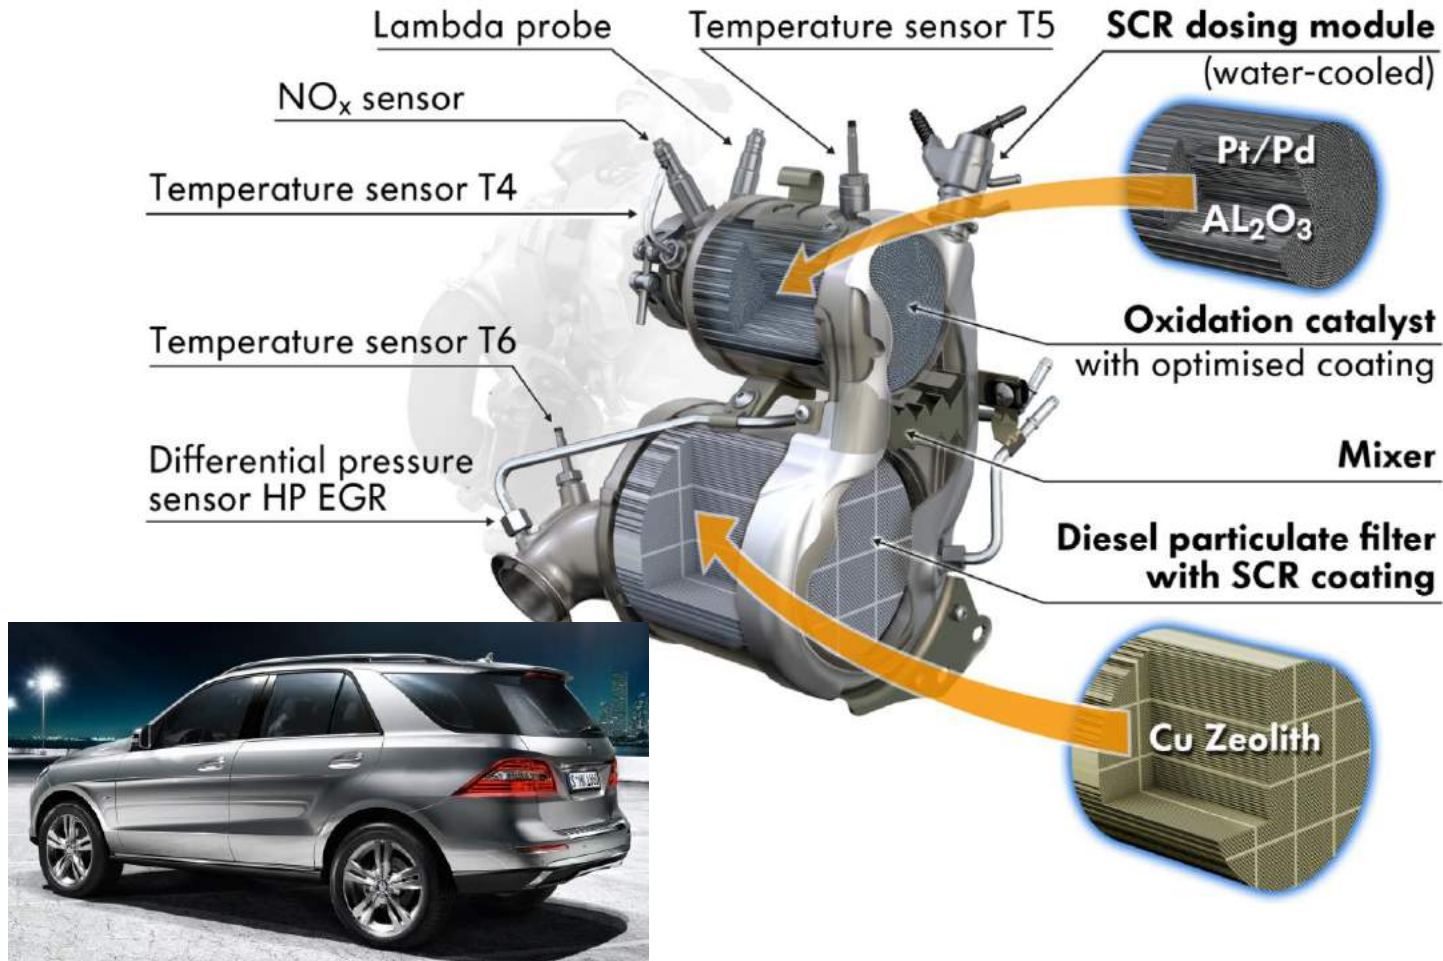 Lambda probe
Temperature sensor T5
SCR dosing module
(water-cooled)
NOₓ sensor
Pt/Pd
AL₂O₃
Temperature sensor T4
Oxidation catalyst
with optimised coating
Temperature sensor T6
Mixer
Differential pressure
sensor HP EGR
Diesel particulate filter
with SCR coating
Cu Zeolith